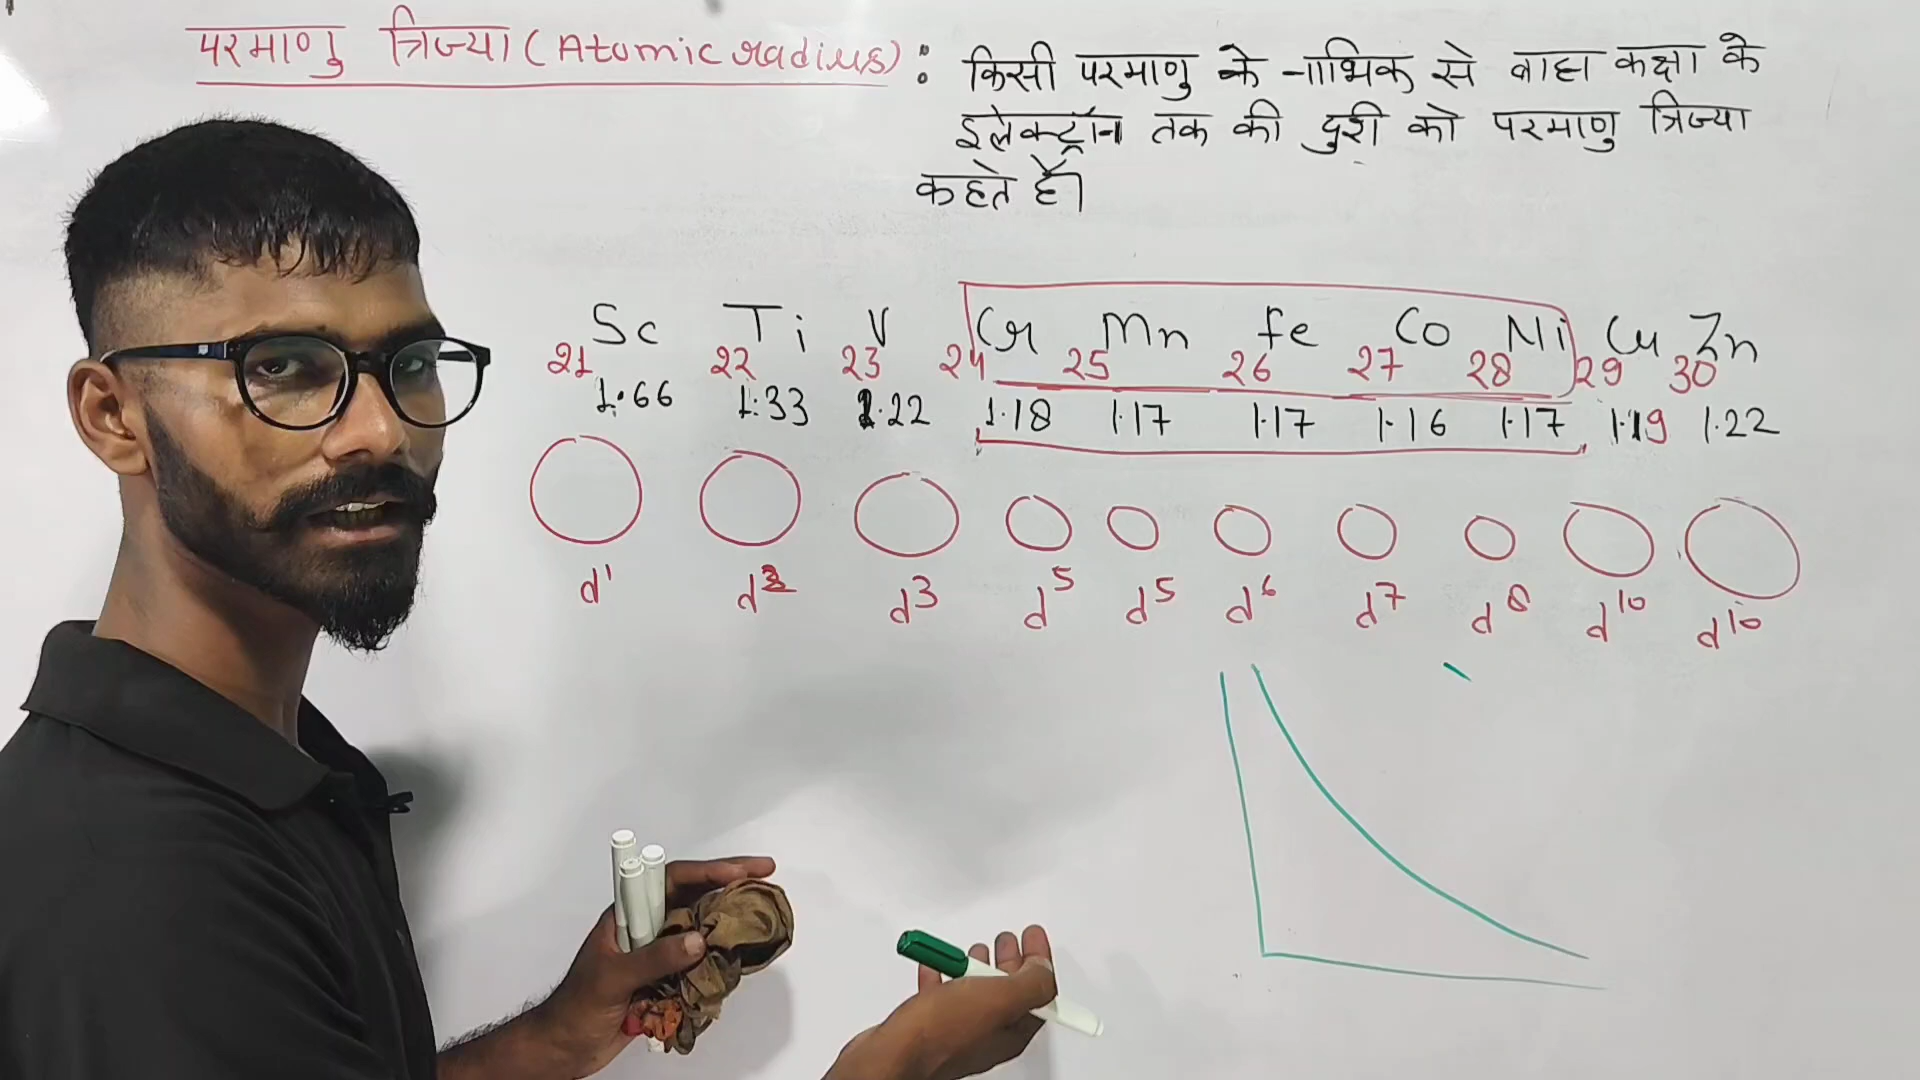 परमाणु त्रिज्या (Atomic radius) : किसी परमाणु के नाभिक से बाह्य कक्षा के
इलेक्ट्रॉन तक की दुरी को परमाणु त्रिज्या
कहते हैं।
Sc Ti V Cr Mn Fe Co Ni Cu Zn
21 22 23 24 25 26 27 28 29 30
1.66 1.33 1.22 1.18 1.17 1.17 1.16 1.17 1.19 1.22
d¹ d² d³ d⁵ d⁵ d⁶ d⁷ d⁸ d¹⁰ d¹⁰